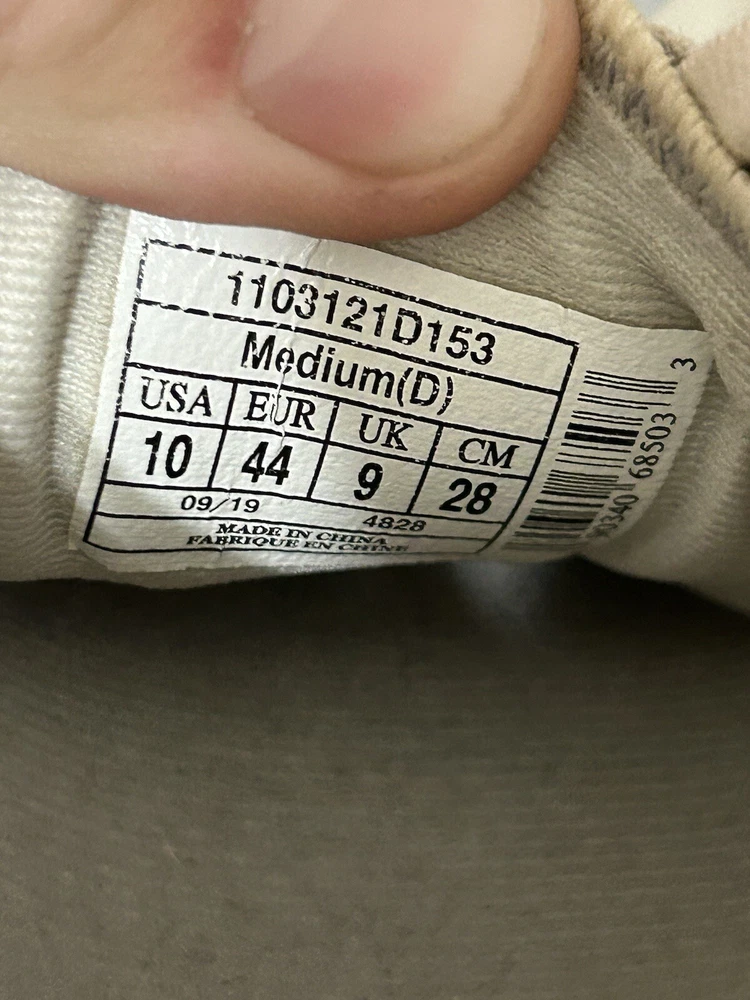 1103121D153
Medium(D)
USA EUR UK CM
10 44 9 28
09/19 4828
MADE IN CHINA
FABRIQUE EN CHINE
68503 3